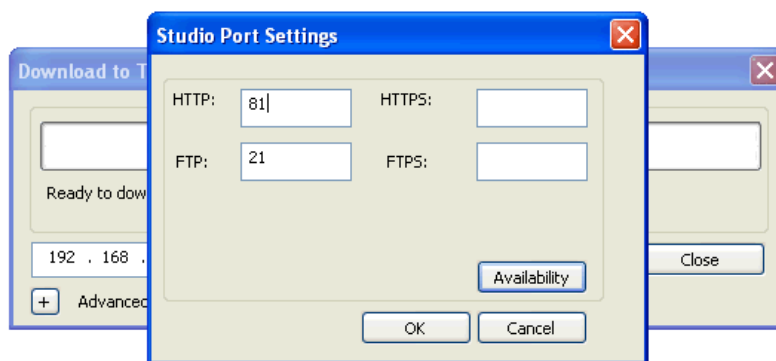 Studio Port Settings
Download to T
HTTP: 81 HTTPS:
FTP: 21 FTPS:
Ready to dow
192 . 168 . Close
Availability
+ Advanced
OK Cancel